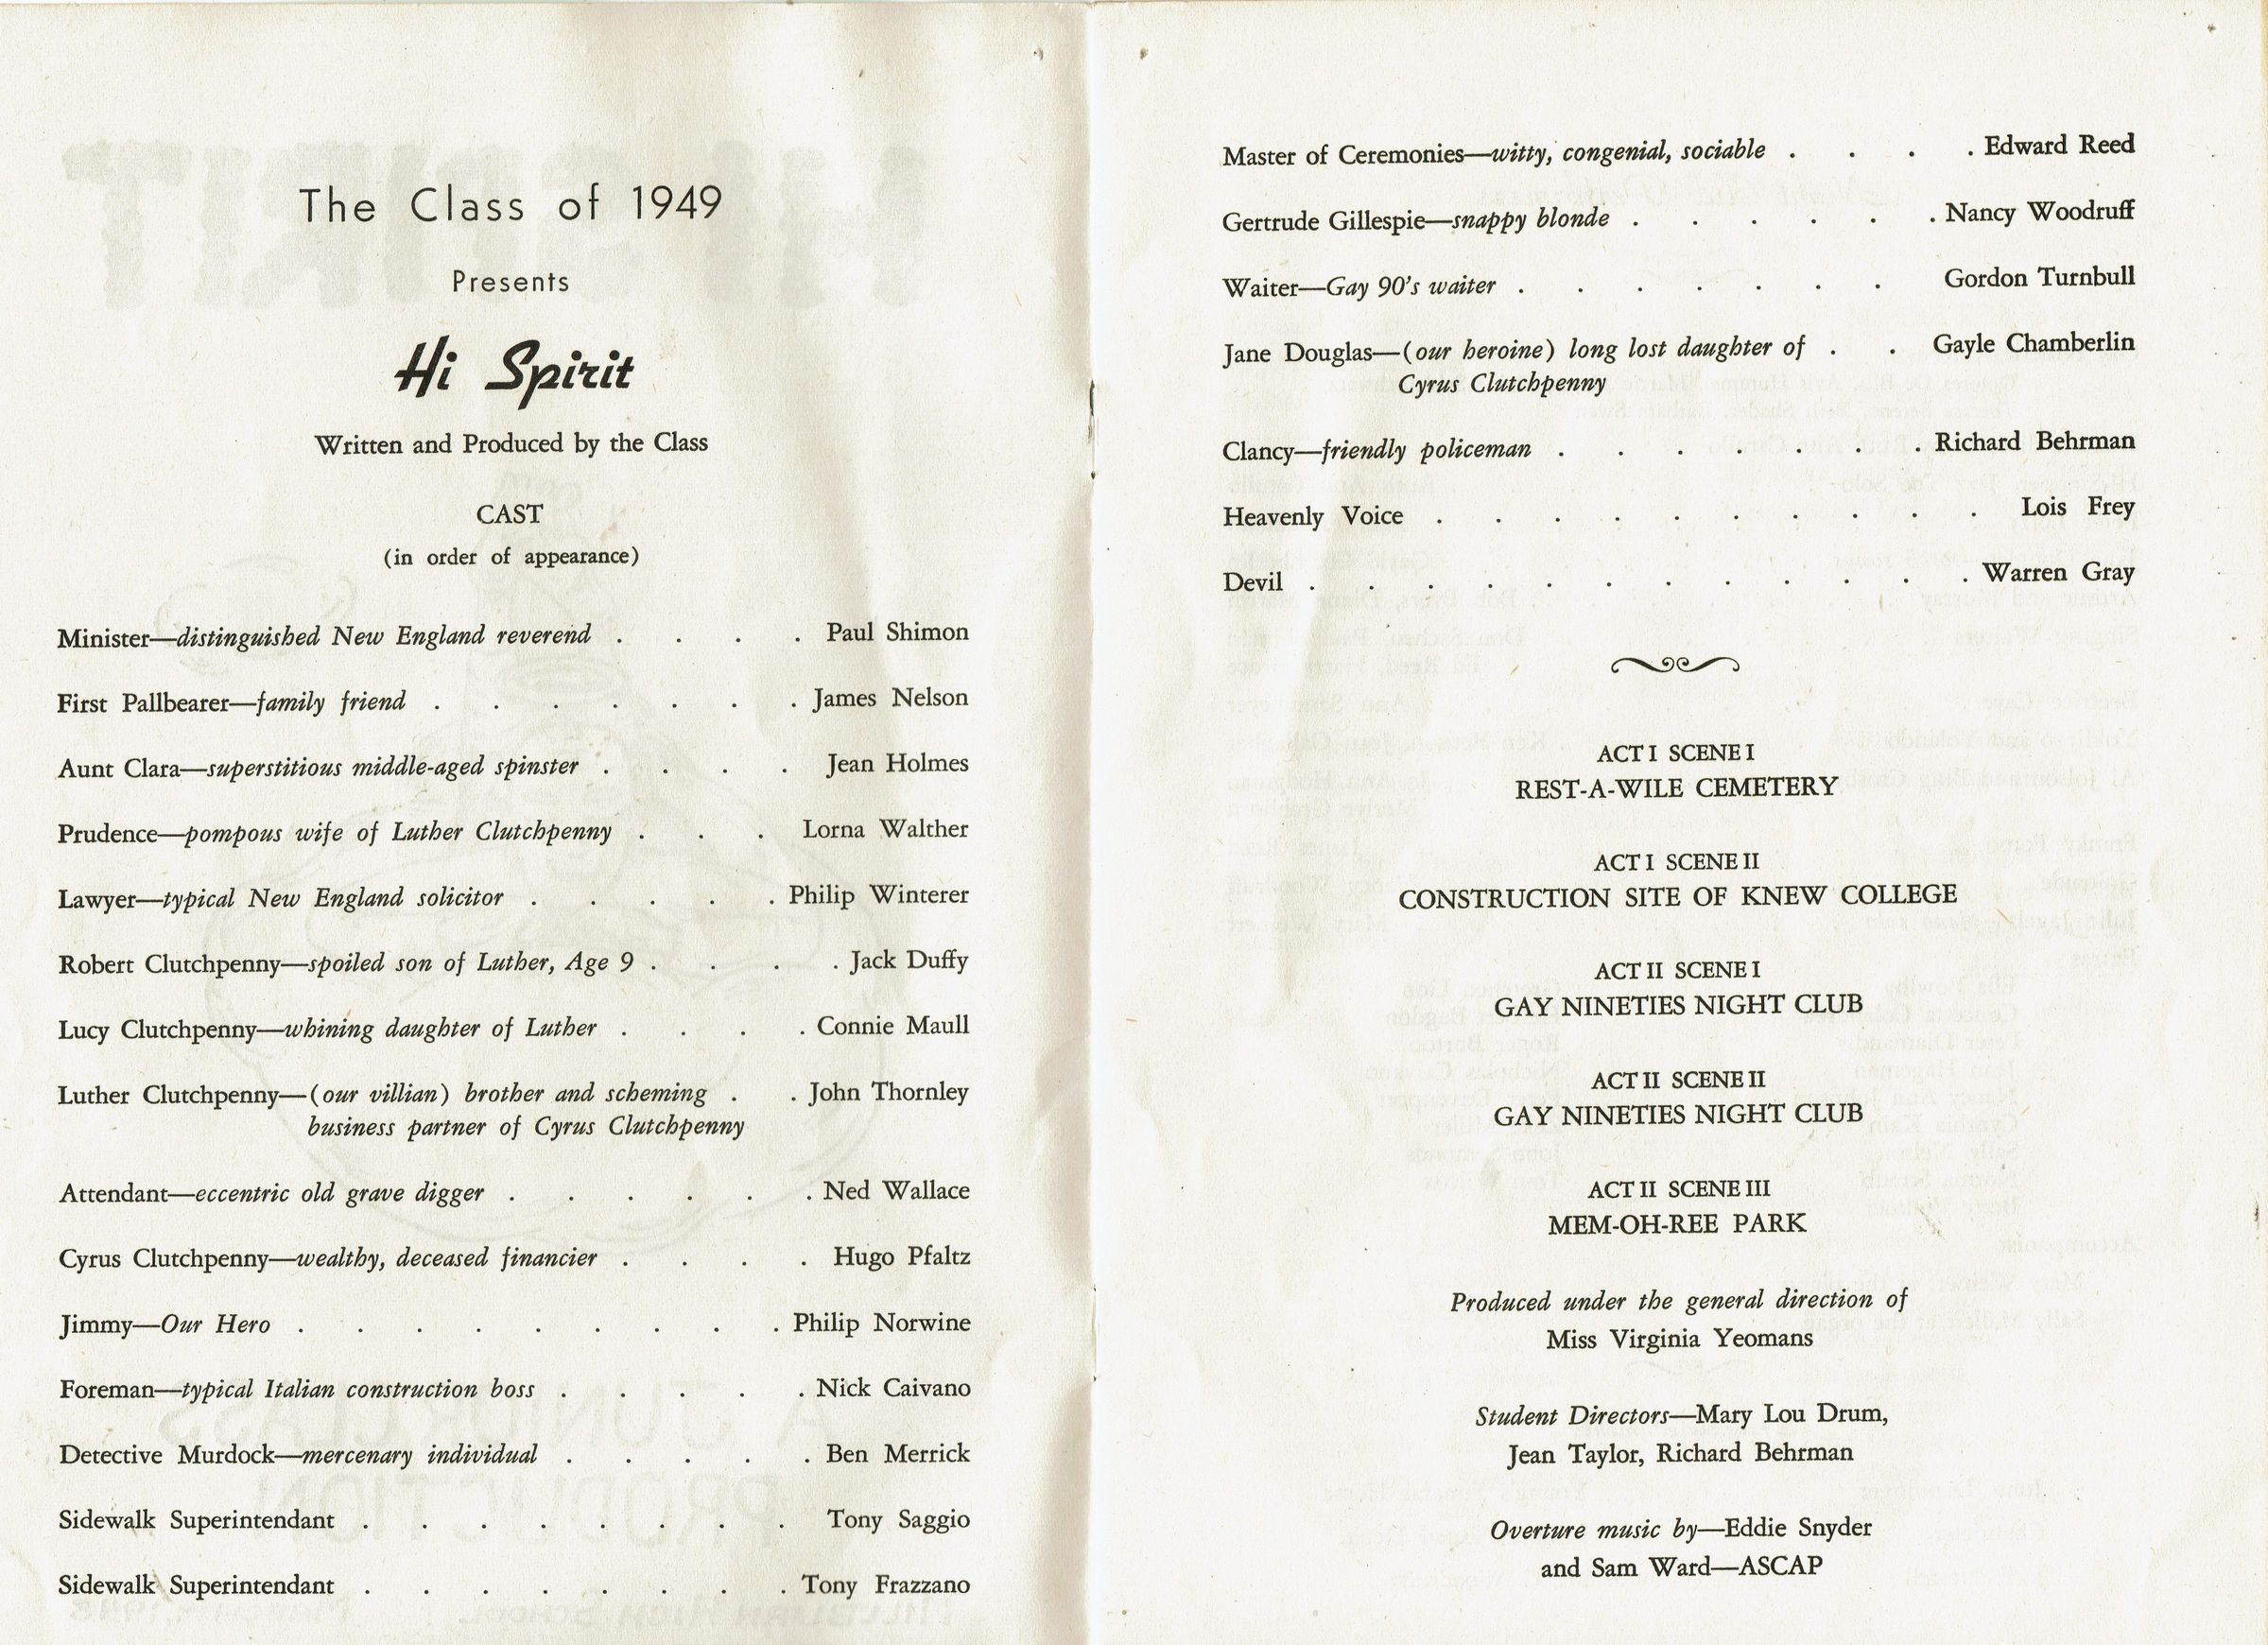 The Class of 1949
Presents
Hi Spirit
Written and Produced by the Class
CAST
(in order of appearance)
Minister—distinguished New England reverend . . . . Paul Shimon
First Pallbearer—family friend . . . . . . . James Nelson
Aunt Clara—superstitious middle-aged spinster . . . . Jean Holmes
Prudence—pompous wife of Luther Clutchpenny . . . Lorna Walther
Lawyer—typical New England solicitor . . . . . Philip Winterer
Robert Clutchpenny—spoiled son of Luther, Age 9 . . . . Jack Duffy
Lucy Clutchpenny—whining daughter of Luther . . . . Connie Maull
Luther Clutchpenny—(our villian) brother and scheming . . John Thornley
business partner of Cyrus Clutchpenny
Attendant—eccentric old grave digger . . . . . . Ned Wallace
Cyrus Clutchpenny—wealthy, deceased financier . . . . Hugo Pfaltz
Jimmy—Our Hero . . . . . . . . . Philip Norwine
Foreman—typical Italian construction boss . . . . . Nick Caivano
Detective Murdock—mercenary individual . . . . . Ben Merrick
Sidewalk Superintendant . . . . . . . . Tony Saggio
Sidewalk Superintendant . . . . . . . . Tony Frazzano
Master of Ceremonies—witty, congenial, sociable . . . . Edward Reed
Gertrude Gillespie—snappy blonde . . . . . . Nancy Woodruff
Waiter—Gay 90's waiter . . . . . . . Gordon Turnbull
Jane Douglas—(our heroine) long lost daughter of . . Gayle Chamberlin
Cyrus Clutchpenny
Clancy—friendly policeman . . . . . . . Richard Behrman
Heavenly Voice . . . . . . . . . . Lois Frey
Devil . . . . . . . . . . . . Warren Gray
ACT I SCENE I
REST-A-WILE CEMETERY
ACT I SCENE II
CONSTRUCTION SITE OF KNEW COLLEGE
ACT II SCENE I
GAY NINETIES NIGHT CLUB
ACT II SCENE II
GAY NINETIES NIGHT CLUB
ACT II SCENE III
MEM-OH-REE PARK
Produced under the general direction of
Miss Virginia Yeomans
Student Directors—Mary Lou Drum,
Jean Taylor, Richard Behrman
Overture music by—Eddie Snyder
and Sam Ward—ASCAP